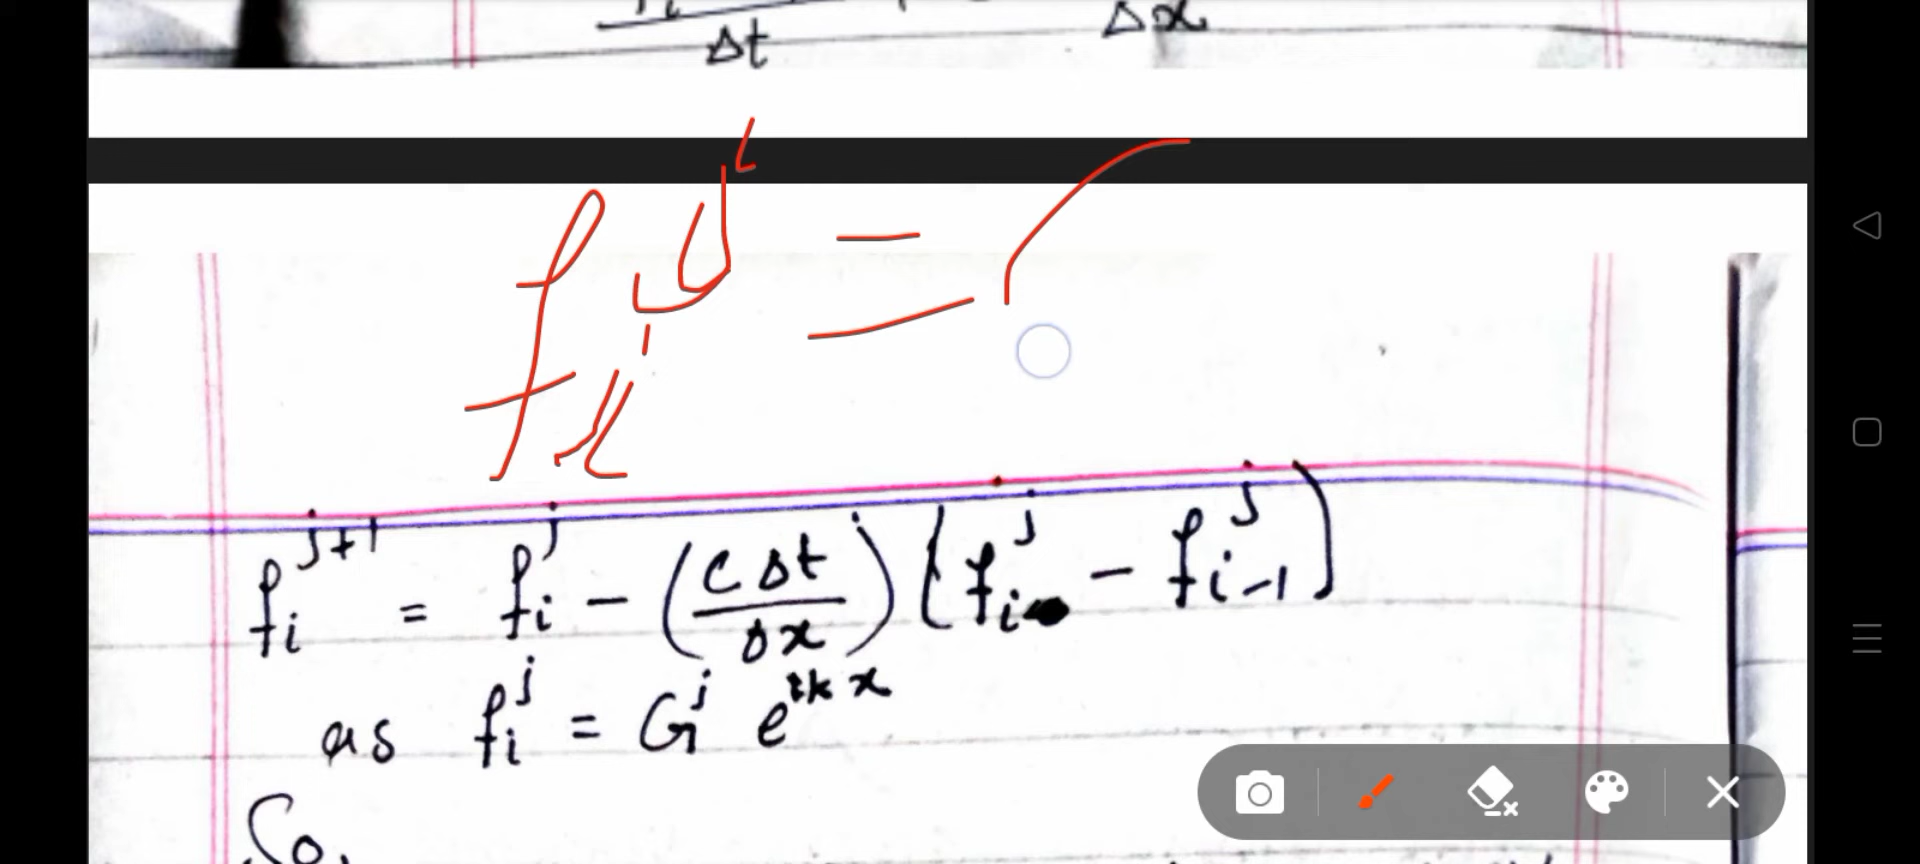 Δt Δx
f_i^j =
f_i^{j+1} = f_i^j - (CΔt/Δx) (f_i^j - f_{i-1}^j)
as f_i^j = G^j e^{ikx}
So,